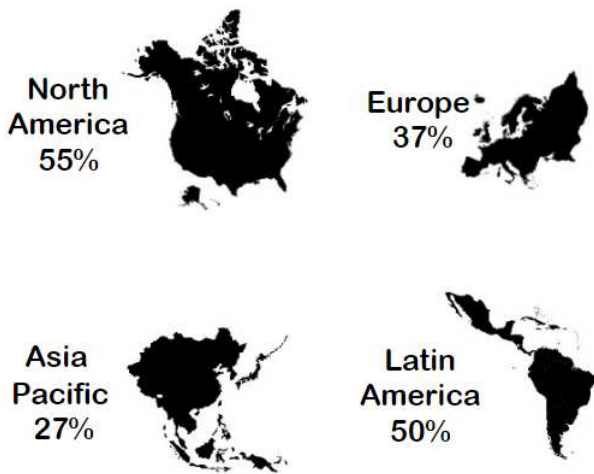 North
America
55%
Europe
37%
Asia
Pacific
27%
Latin
America
50%